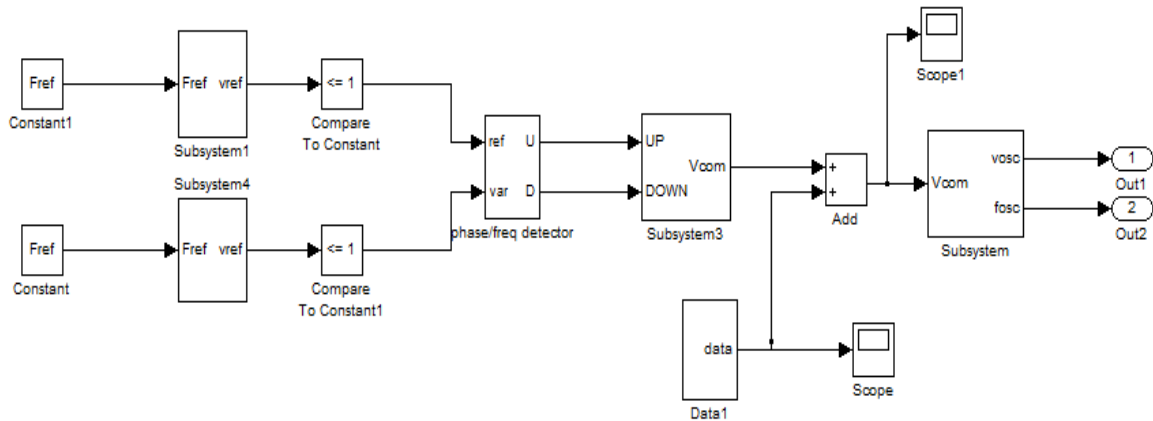 Scope1
Fref
Constant1
Fref vref
Subsystem1
<= 1
Compare
To Constant
ref U
var D
phase/freq detector
UP
DOWN
Vcom
Subsystem3
+
+
Add
Vcom
vosc
fosc
Subsystem
1
Out1
2
Out2
Subsystem4
Fref
Constant
Fref vref
<= 1
Compare
To Constant1
data
Data1
Scope